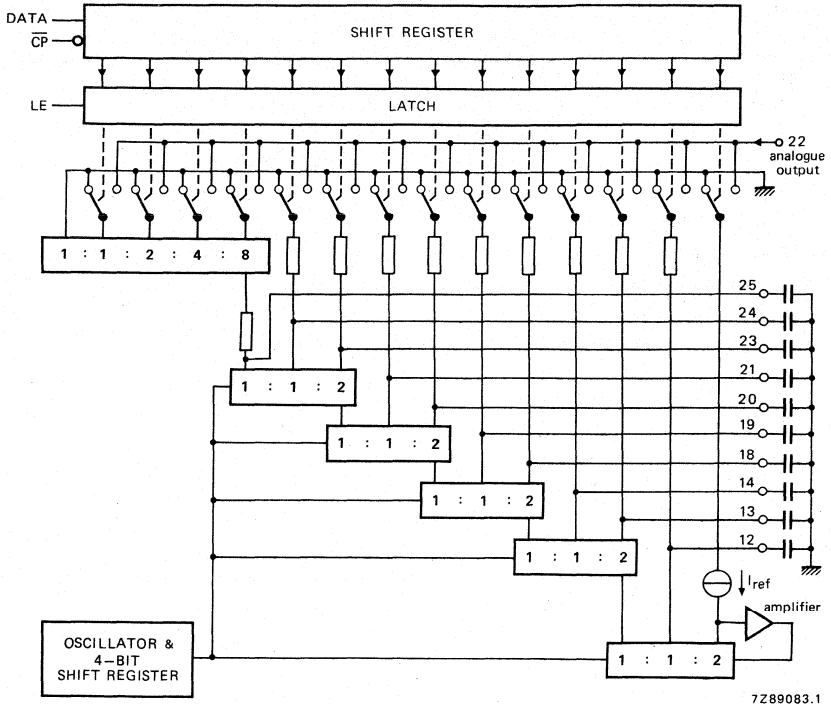 DATA
SHIFT REGISTER
CP
LE
LATCH
22
analogue
output
1 : 1 : 2 : 4 : 8
25
24
23
1 : 1 : 2
21
20
1 : 1 : 2
19
18
1 : 1 : 2
14
13
1 : 1 : 2
12
Iref
amplifier
OSCILLATOR &
4-BIT
SHIFT REGISTER
1 : 1 : 2
7Z89083.1